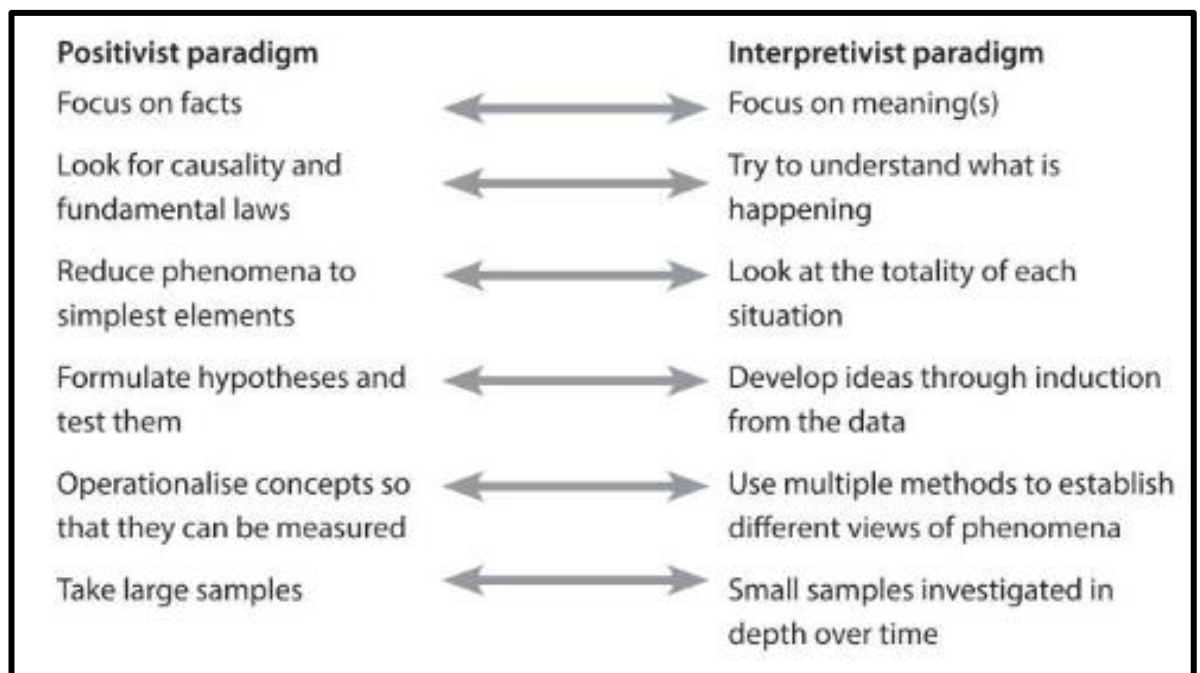 Positivist paradigm
Interpretivist paradigm
Focus on facts
Focus on meaning(s)
Look for causality and
fundamental laws
Try to understand what is
happening
Reduce phenomena to
simplest elements
Look at the totality of each
situation
Formulate hypotheses and
test them
Develop ideas through induction
from the data
Operationalise concepts so
that they can be measured
Use multiple methods to establish
different views of phenomena
Take large samples
Small samples investigated in
depth over time